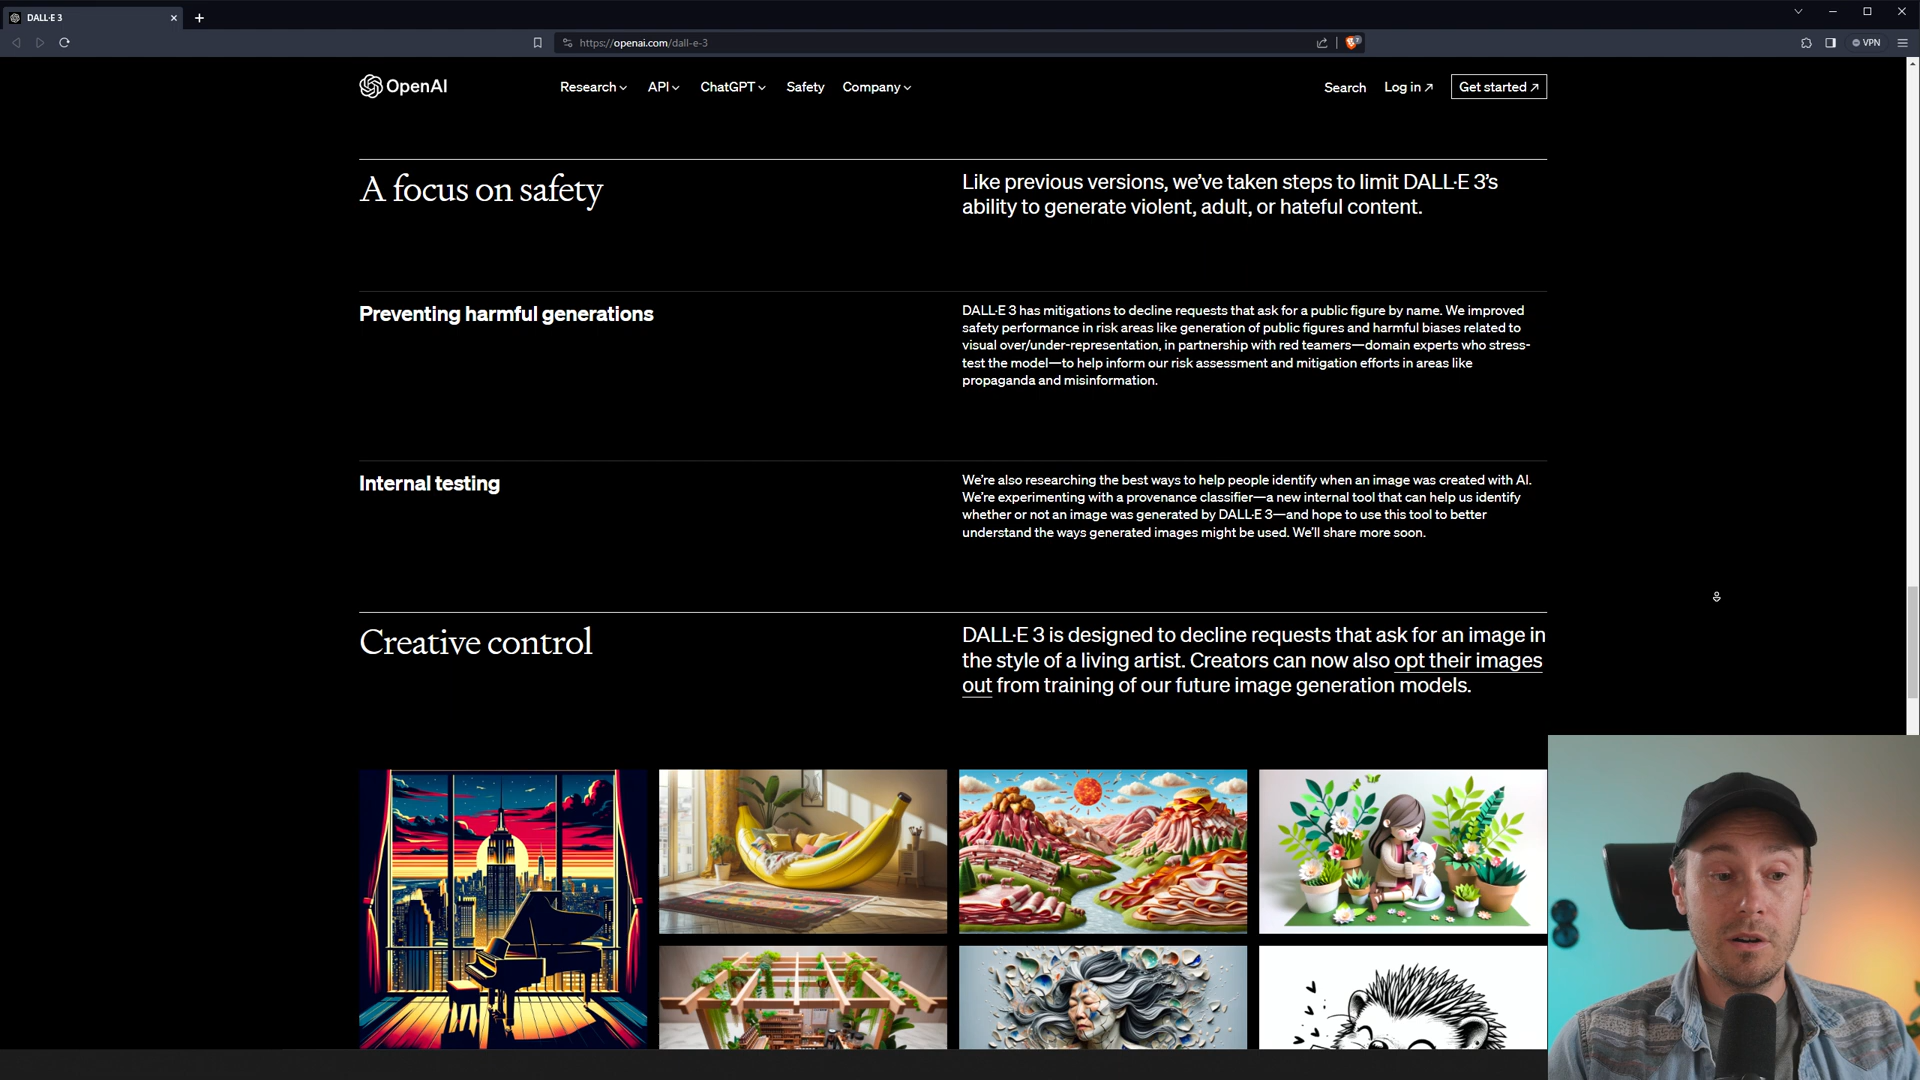 DALL·E 3
https://openai.com/dall-e-3
VPN
OpenAI
Research
API
ChatGPT
Safety
Company
Search
Log in ↗
Get started ↗
A focus on safety
Like previous versions, we've taken steps to limit DALL·E 3's
ability to generate violent, adult, or hateful content.
Preventing harmful generations
DALL·E 3 has mitigations to decline requests that ask for a public figure by name. We improved
safety performance in risk areas like generation of public figures and harmful biases related to
visual over/under-representation, in partnership with red teamers—domain experts who stress-
test the model—to help inform our risk assessment and mitigation efforts in areas like
propaganda and misinformation.
Internal testing
We're also researching the best ways to help people identify when an image was created with AI.
We're experimenting with a provenance classifier—a new internal tool that can help us identify
whether or not an image was generated by DALL·E 3—and hope to use this tool to better
understand the ways generated images might be used. We'll share more soon.
Creative control
DALL·E 3 is designed to decline requests that ask for an image in
the style of a living artist. Creators can now also opt their images
out from training of our future image generation models.